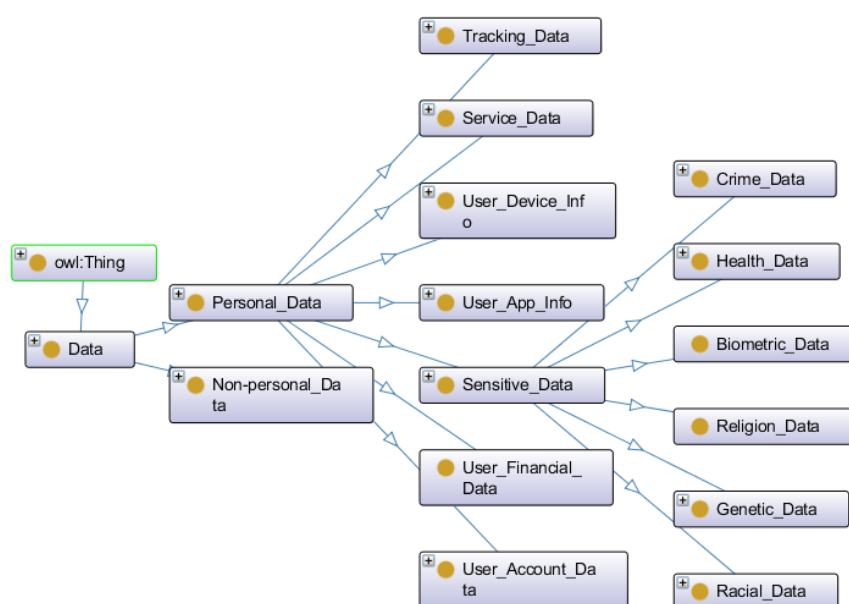 Tracking_Data
Service_Data
User_Device_Inf
o
owl:Thing
Personal_Data
User_App_Info
Data
Non-personal_Da
ta
Sensitive_Data
User_Financial_
Data
User_Account_Da
ta
Crime_Data
Health_Data
Biometric_Data
Religion_Data
Genetic_Data
Racial_Data